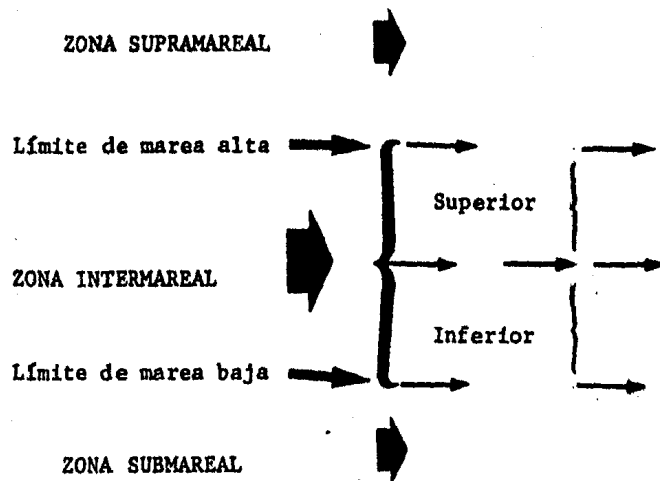 ZONA SUPRAMAREAL
Límite de marea alta
Superior
ZONA INTERMAREAL
Inferior
Límite de marea baja
ZONA SUBMAREAL